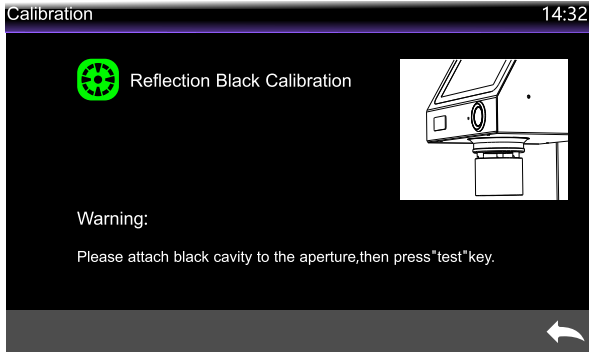 Calibration 14:32
Reflection Black Calibration
Warning:
Please attach black cavity to the aperture,then press"test"key.